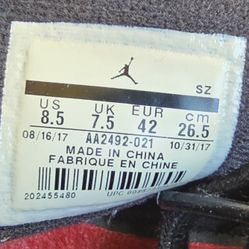 SZ
US UK EUR cm
8.5 7.5 42 26.5
08/16/17 AA2492-021 10/31/17
MADE IN CHINA
FABRIQUE EN CHINE
202455480 UPC